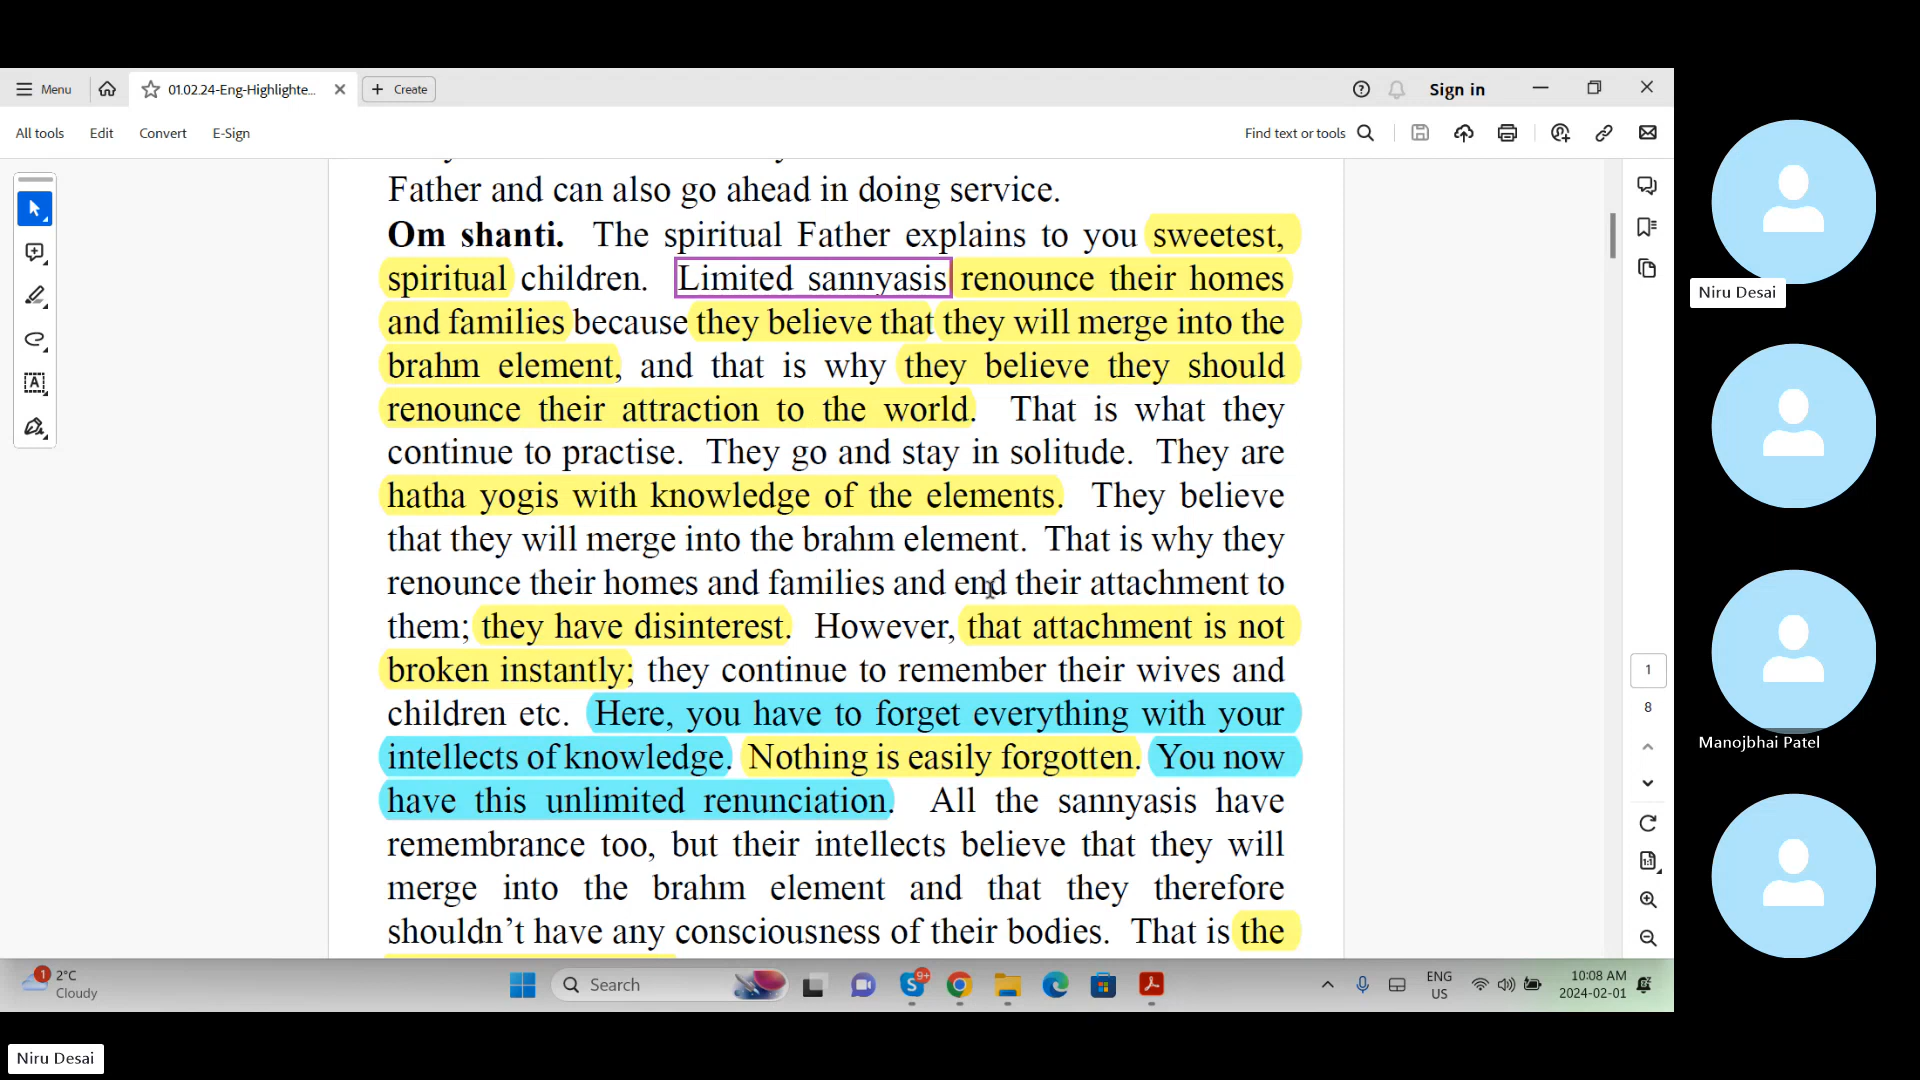 Menu
01.02.24-Eng-Highlighte...
Create
Sign in
All tools
Edit
Convert
E-Sign
Find text or tools
Father and can also go ahead in doing service.
Om shanti. The spiritual Father explains to you sweetest,
spiritual children. Limited sannyasis renounce their homes
and families because they believe that they will merge into the
brahm element, and that is why they believe they should
renounce their attraction to the world. That is what they
continue to practise. They go and stay in solitude. They are
hatha yogis with knowledge of the elements. They believe
that they will merge into the brahm element. That is why they
renounce their homes and families and end their attachment to
them; they have disinterest. However, that attachment is not
broken instantly; they continue to remember their wives and
children etc. Here, you have to forget everything with your
intellects of knowledge. Nothing is easily forgotten. You now
have this unlimited renunciation. All the sannyasis have
remembrance too, but their intellects believe that they will
merge into the brahm element and that they therefore
shouldn't have any consciousness of their bodies. That is the
1
8
Niru Desai
Manojbhai Patel
1
2°C
Cloudy
Search
9+
ENG
US
10:08 AM
2024-02-01
Niru Desai